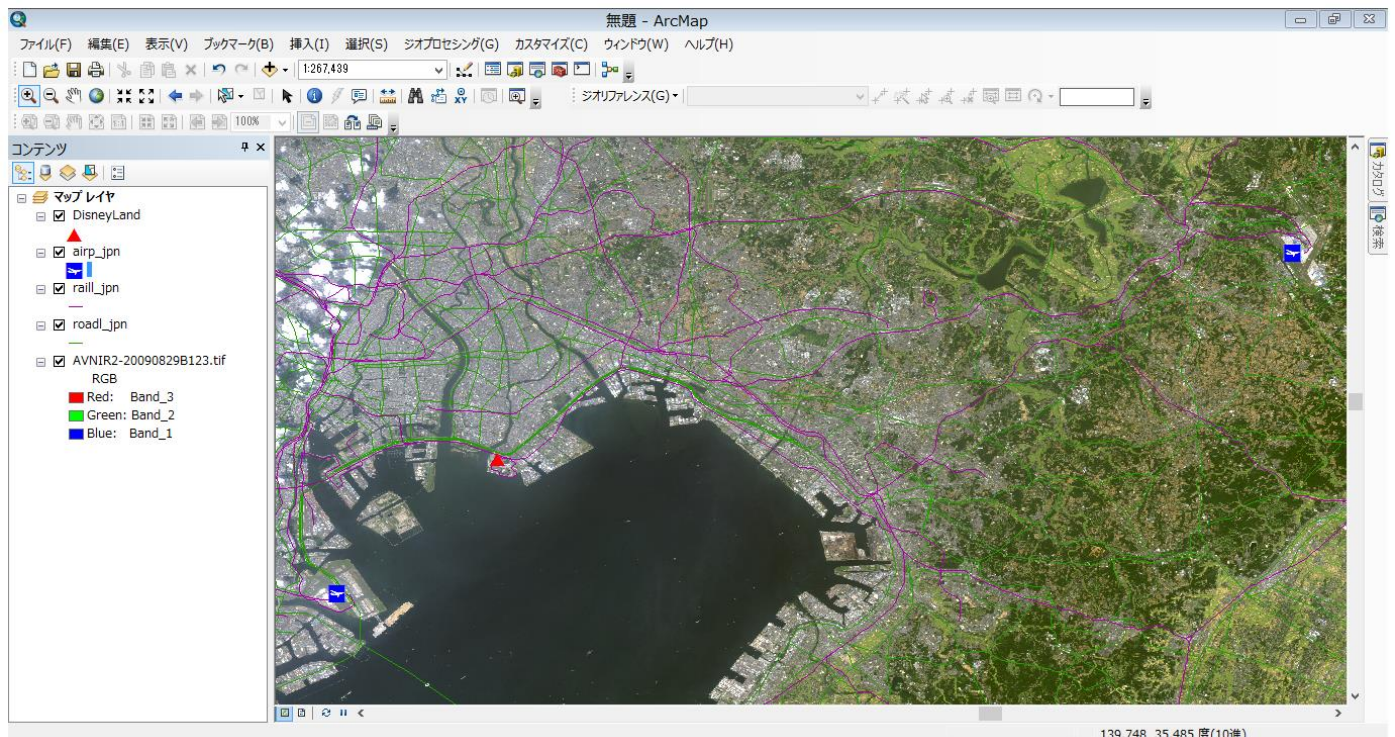 無題 - ArcMap
ファイル(F) 編集(E) 表示(V) ブックマーク(B) 挿入(I) 選択(S) ジオプロセシング(G) カスタマイズ(C) ウィンドウ(W) ヘルプ(H)
1:267,439
ジオリファレンス(G)
100%
コンテンツ
マップ レイヤ
DisneyLand
airp_jpn
raill_jpn
roadl_jpn
AVNIR2-20090829B123.tif
RGB
Red: Band_3
Green: Band_2
Blue: Band_1
カタログ
検索
139.748 35.485 度(10進)